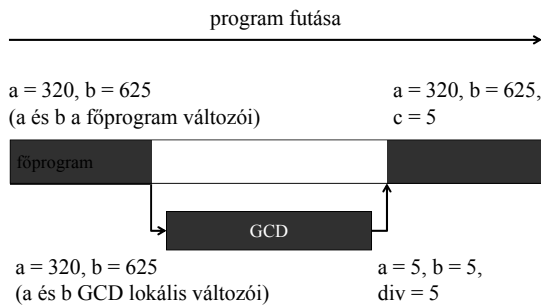 program futása
a = 320, b = 625
(a és b a főprogram változói)
a = 320, b = 625,
c = 5
főprogram
GCD
a = 320, b = 625
(a és b GCD lokális változói)
a = 5, b = 5,
div = 5